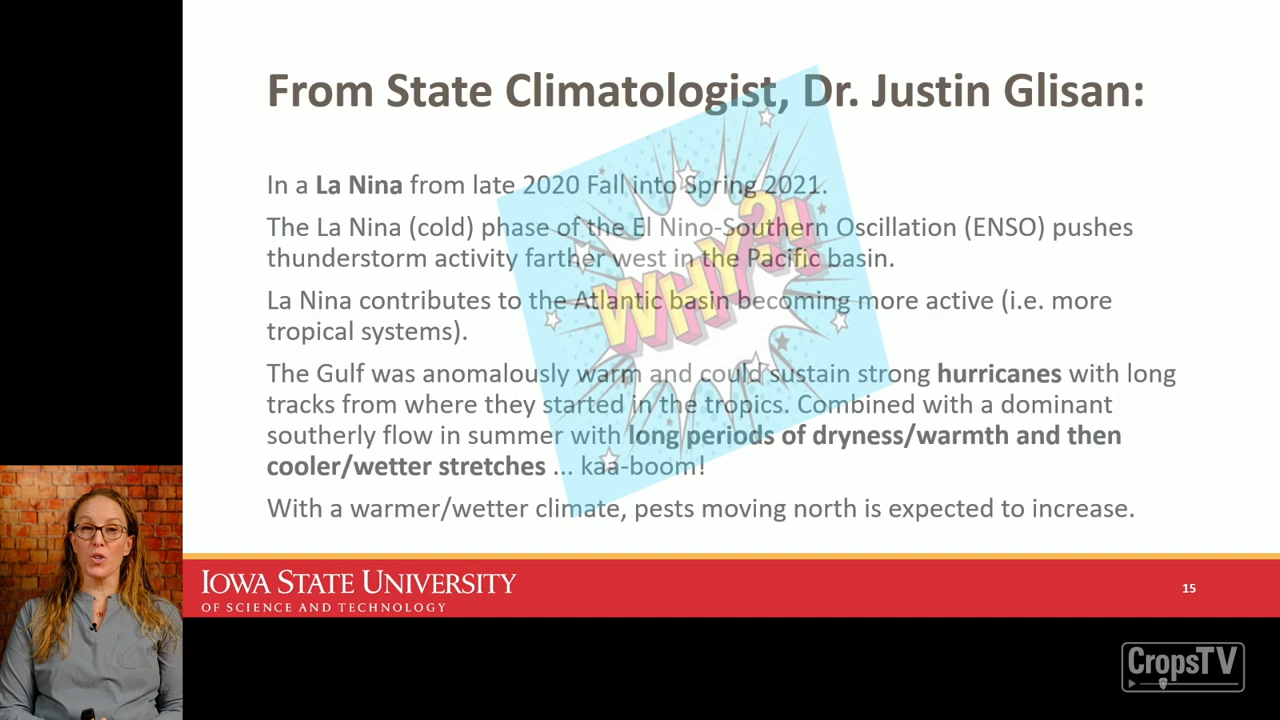 From State Climatologist, Dr. Justin Glisan:
In a La Nina from late 2020 Fall into Spring 2021.
The La Nina (cold) phase of the El Nino-Southern Oscillation (ENSO) pushes
thunderstorm activity farther west in the Pacific basin.
La Nina contributes to the Atlantic basin becoming more active (i.e. more
tropical systems).
The Gulf was anomalously warm and could sustain strong hurricanes with long
tracks from where they started in the tropics. Combined with a dominant
southerly flow in summer with long periods of dryness/warmth and then
cooler/wetter stretches ... kaa-boom!
With a warmer/wetter climate, pests moving north is expected to increase.
WHY?!
IOWA STATE UNIVERSITY
OF SCIENCE AND TECHNOLOGY
15
CropsTV